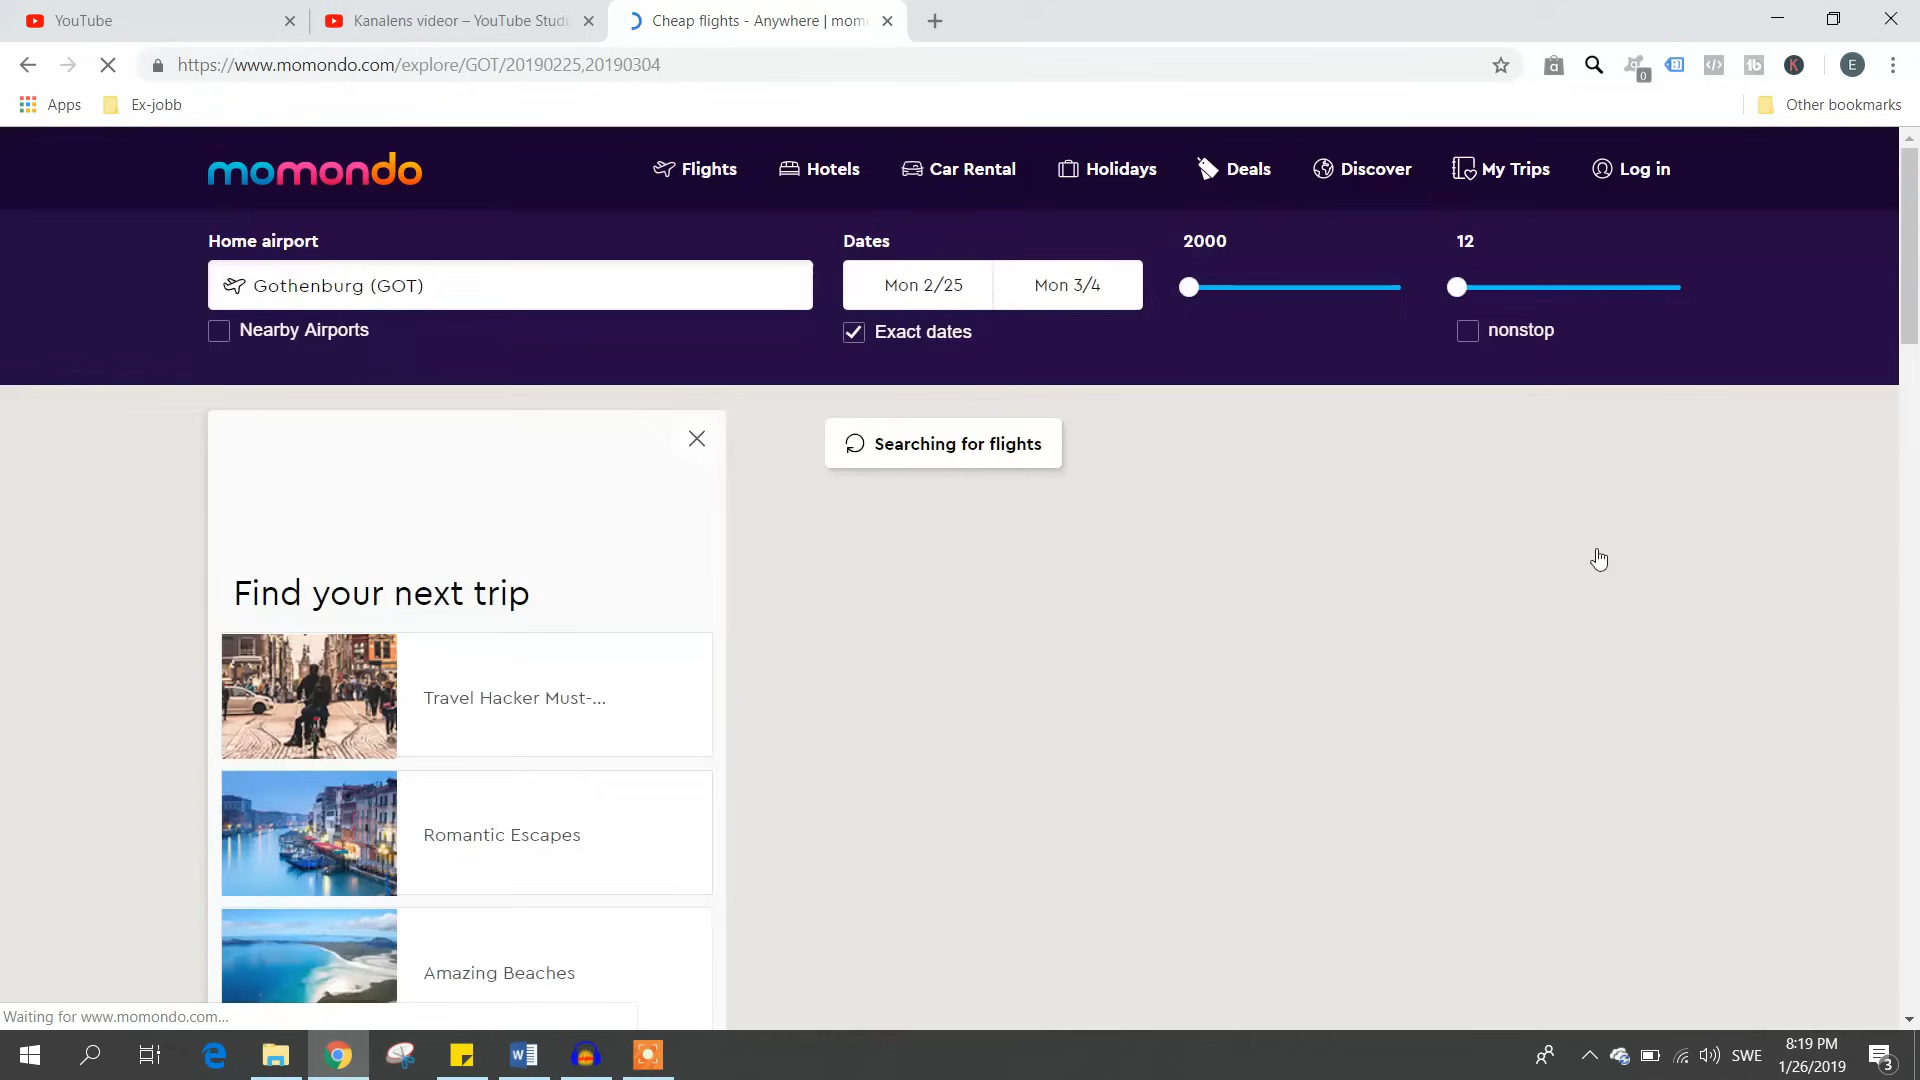 YouTube
Kanalens videor – YouTube Studi
Cheap flights - Anywhere | mom
https://www.momondo.com/explore/GOT/20190225,20190304
0
E
Apps
Ex-jobb
Other bookmarks
momondo
Flights
Hotels
Car Rental
Holidays
Deals
Discover
My Trips
Log in
Home airport
Dates
2000
12
Gothenburg (GOT)
Mon 2/25
Mon 3/4
Nearby Airports
Exact dates
nonstop
Searching for flights
Find your next trip
Travel Hacker Must-...
Romantic Escapes
Amazing Beaches
Waiting for www.momondo.com...
SWE
8:19 PM
1/26/2019
3